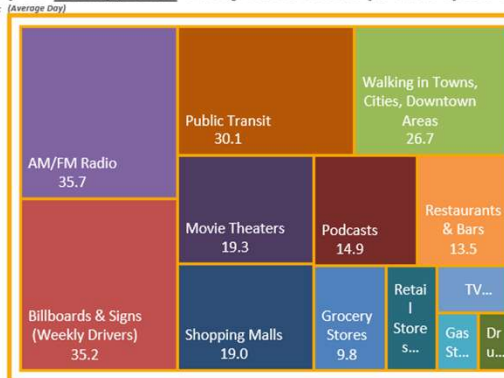 (Average Day)
AM/FM Radio
35.7
Billboards & Signs
(Weekly Drivers)
35.2
Public Transit
30.1
Walking in Towns,
Cities, Downtown
Areas
26.7
Movie Theaters
19.3
Podcasts
14.9
Restaurants
& Bars
13.5
Shopping Malls
19.0
Grocery
Stores
9.8
Retai
l
Store
s...
TV...
Gas
St...
Dr
u...